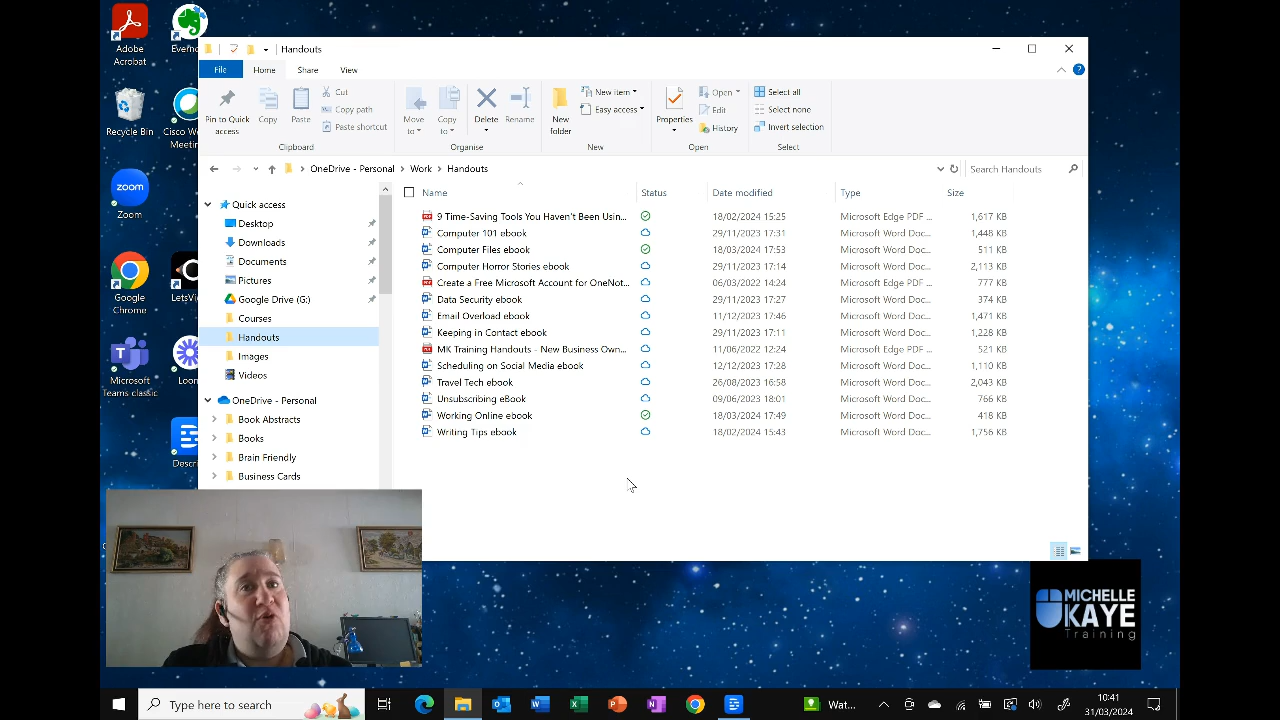 Adobe Acrobat
Recycle Bin
Zoom
Google Chrome
Microsoft Teams classic
Cisco
Handouts
File Home Share View
Pin to Quick access
Copy
Paste
Cut
Copy path
Paste shortcut
Clipboard
Move to
Copy to
Delete
Rename
Organise
New folder
New item
Easy access
New
Properties
Open
Edit
History
Open
Select all
Select none
Invert selection
Select
OneDrive - Personal > Work > Handouts
Search Handouts
Quick access
Desktop
Downloads
Documents
Pictures
Google Drive (G:)
Courses
Handouts
Images
Videos
OneDrive - Personal
Book Abstracts
Books
Brain Friendly
Business Cards
Name Status Date modified Type Size
9 Time-Saving Tools You Haven't Been Usin... 18/02/2024 15:25 Microsoft Edge PDF ... 1,617 KB
Computer 101 ebook 29/11/2023 17:31 Microsoft Word Doc... 1,448 KB
Computer Files ebook 18/03/2024 17:53 Microsoft Word Doc... 511 KB
Computer Horror Stories ebook 29/11/2023 17:14 Microsoft Word Doc... 2,113 KB
Create a Free Microsoft Account for OneNot... 06/03/2022 14:24 Microsoft Edge PDF ... 777 KB
Data Security ebook 29/11/2023 17:27 Microsoft Word Doc... 374 KB
Email Overload ebook 11/12/2023 17:46 Microsoft Word Doc... 1,471 KB
Keeping in Contact ebook 29/11/2023 17:11 Microsoft Word Doc... 1,228 KB
MK Training Handouts - New Business Own... 11/06/2022 12:24 Microsoft Edge PDF ... 521 KB
Scheduling on Social Media ebook 12/12/2023 17:28 Microsoft Word Doc... 1,110 KB
Travel Tech ebook 26/08/2023 16:58 Microsoft Word Doc... 2,043 KB
Unsubscribing eBook 09/06/2023 18:01 Microsoft Word Doc... 766 KB
Working Online ebook 18/03/2024 17:49 Microsoft Word Doc... 418 KB
Writing Tips ebook 18/02/2024 15:43 Microsoft Word Doc... 1,756 KB
MICHELLE
KAYE
Training
Type here to search
Wat...
10:41
31/03/2024